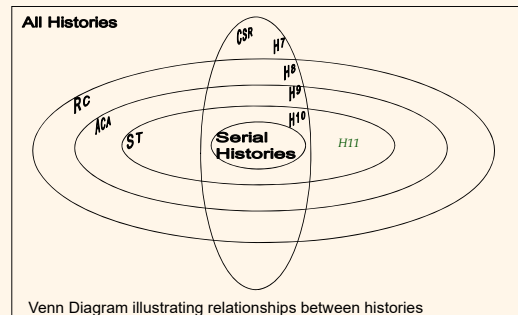 All Histories
CSR
H7
H8
RC
H9
ACA
H10
ST
Serial
Histories
H11
Venn Diagram illustrating relationships between histories